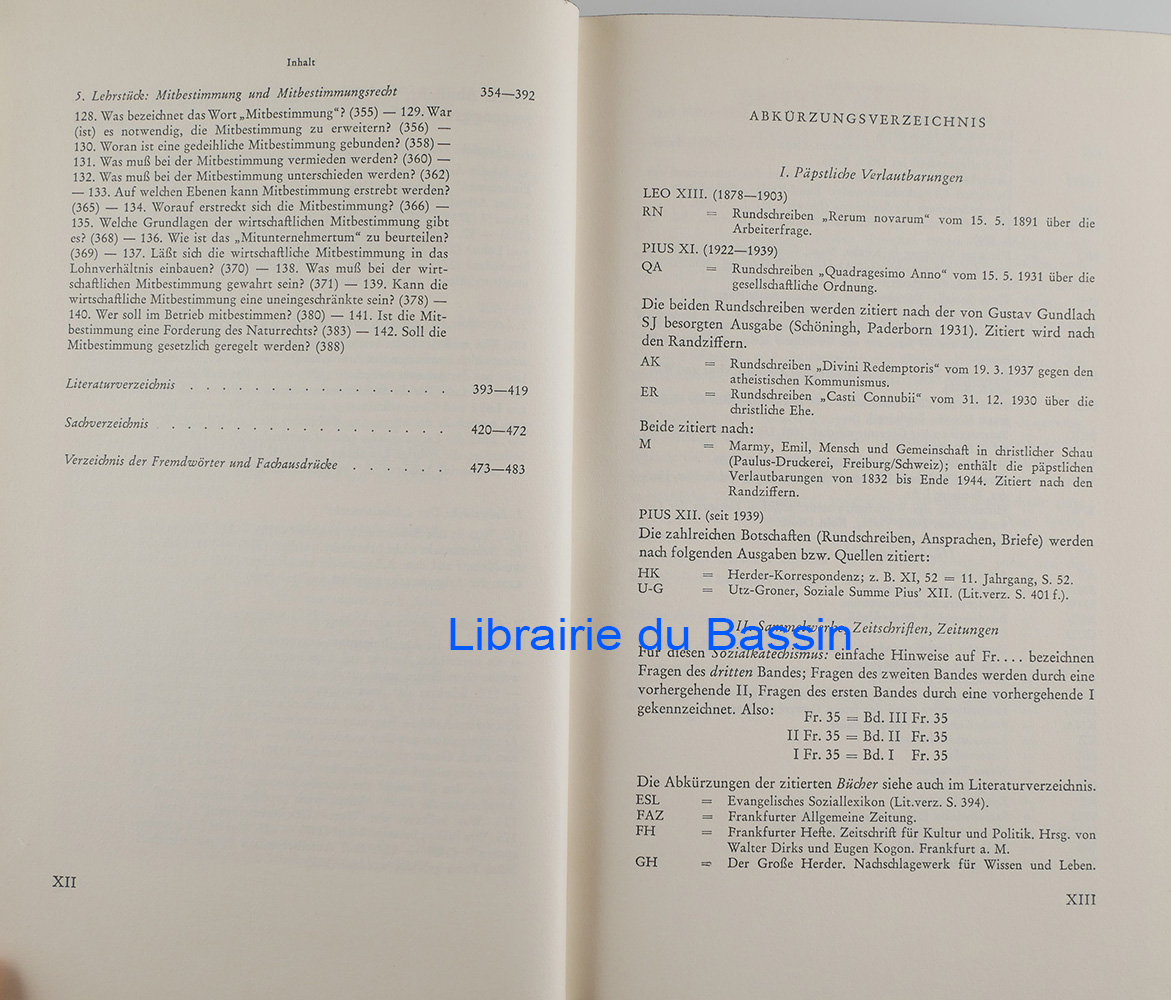 Inhalt
5. Lehrstück: Mitbestimmung und Mitbestimmungsrecht 354—392
128. Was bezeichnet das Wort „Mitbestimmung“? (355) — 129. War
(ist) es notwendig, die Mitbestimmung zu erweitern? (356) —
130. Woran ist eine gedeihliche Mitbestimmung gebunden? (358) —
131. Was muß bei der Mitbestimmung vermieden werden? (360) —
132. Was muß bei der Mitbestimmung unterschieden werden? (362)
— 133. Auf welchen Ebenen kann Mitbestimmung erstrebt werden?
(365) — 134. Worauf erstreckt sich die Mitbestimmung? (366) —
135. Welche Grundlagen der wirtschaftlichen Mitbestimmung gibt
es? (368) — 136. Wie ist das „Mitunternehmertum“ zu beurteilen?
(369) — 137. Läßt sich die wirtschaftliche Mitbestimmung in das
Lohnverhältnis einbauen? (370) — 138. Was muß bei der wirt-
schaftlichen Mitbestimmung gewahrt sein? (371) — 139. Kann die
wirtschaftliche Mitbestimmung eine uneingeschränkte sein? (378) —
140. Wer soll im Betrieb mitbestimmen? (380) — 141. Ist die Mit-
bestimmung eine Forderung des Naturrechts? (383) — 142. Soll die
Mitbestimmung gesetzlich geregelt werden? (388)
Literaturverzeichnis . . . . . . . . . . . . . . . . 393—419
Sachverzeichnis . . . . . . . . . . . . . . . . . 420—472
Verzeichnis der Fremdwörter und Fachausdrücke . . . . . . 473—483
XII
ABKÜRZUNGSVERZEICHNIS
I. Päpstliche Verlautbarungen
LEO XIII. (1878—1903)
RN = Rundschreiben „Rerum novarum“ vom 15. 5. 1891 über die
Arbeiterfrage.
PIUS XI. (1922—1939)
QA = Rundschreiben „Quadragesimo Anno“ vom 15. 5. 1931 über die
gesellschaftliche Ordnung.
Die beiden Rundschreiben werden zitiert nach der von Gustav Gundlach
SJ besorgten Ausgabe (Schöningh, Paderborn 1931). Zitiert wird nach
den Randziffern.
AK = Rundschreiben „Divini Redemptoris“ vom 19. 3. 1937 gegen den
atheistischen Kommunismus.
ER = Rundschreiben „Casti Connubii“ vom 31. 12. 1930 über die
christliche Ehe.
Beide zitiert nach:
M = Marmy, Emil, Mensch und Gemeinschaft in christlicher Schau
(Paulus-Druckerei, Freiburg/Schweiz); enthält die päpstlichen
Verlautbarungen von 1832 bis Ende 1944. Zitiert nach den
Randziffern.
PIUS XII. (seit 1939)
Die zahlreichen Botschaften (Rundschreiben, Ansprachen, Briefe) werden
nach folgenden Ausgaben bzw. Quellen zitiert:
HK = Herder-Korrespondenz; z. B. XI, 52 = 11. Jahrgang, S. 52.
U-G = Utz-Groner, Soziale Summe Pius’ XII. (Lit.verz. S. 401 f.).
II. Sammelwerke, Zeitschriften, Zeitungen
Librairie du Bassin
Für diesen Sozialkatechismus: einfache Hinweise auf Fr. . . . bezeichnen
Fragen des dritten Bandes; Fragen des zweiten Bandes werden durch eine
vorhergehende II, Fragen des ersten Bandes durch eine vorhergehende I
gekennzeichnet. Also:
Fr. 35 = Bd. III Fr. 35
II Fr. 35 = Bd. II Fr. 35
I Fr. 35 = Bd. I Fr. 35
Die Abkürzungen der zitierten Bücher siehe auch im Literaturverzeichnis.
ESL = Evangelisches Soziallexikon (Lit.verz. S. 394).
FAZ = Frankfurter Allgemeine Zeitung.
FH = Frankfurter Hefte. Zeitschrift für Kultur und Politik. Hrsg. von
Walter Dirks und Eugen Kogon. Frankfurt a. M.
GH = Der Große Herder. Nachschlagewerk für Wissen und Leben.
XIII